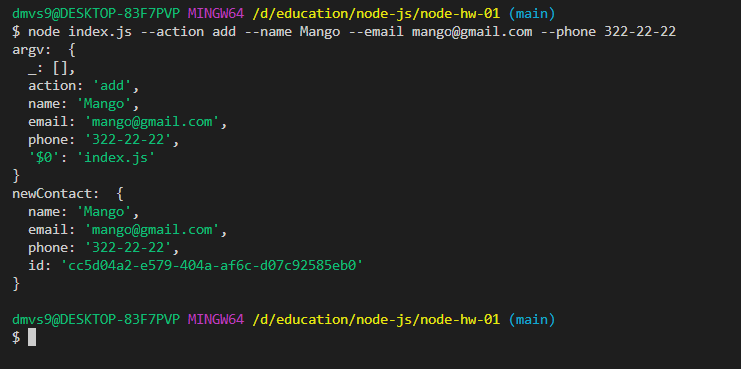 dmvs9@DESKTOP-83F7PVP MINGW64 /d/education/node-js/node-hw-01 (main)
$ node index.js --action add --name Mango --email mango@gmail.com --phone 322-22-22
argv:  {
  _: [],
  action: 'add',
  name: 'Mango',
  email: 'mango@gmail.com',
  phone: '322-22-22',
  '$0': 'index.js'
}
newContact:  {
  name: 'Mango',
  email: 'mango@gmail.com',
  phone: '322-22-22',
  id: 'cc5d04a2-e579-404a-af6c-d07c92585eb0'
}
dmvs9@DESKTOP-83F7PVP MINGW64 /d/education/node-js/node-hw-01 (main)
$